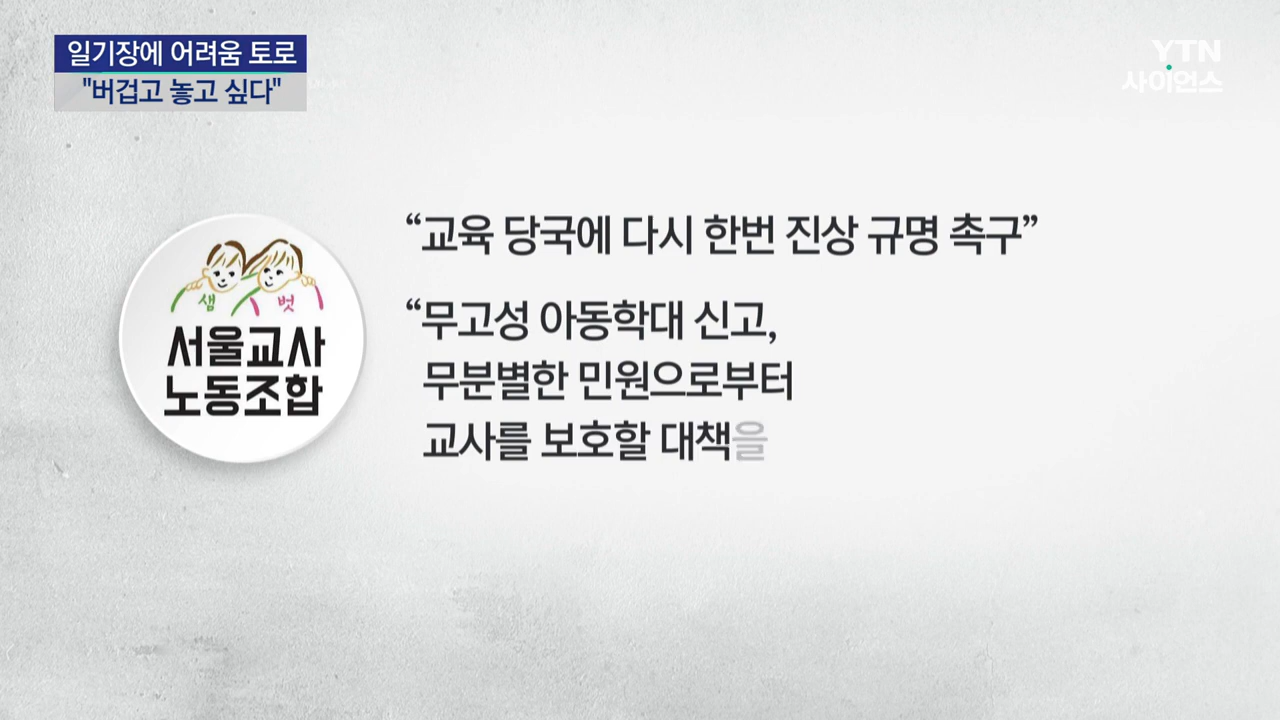 일기장에 어려움 토로
"버겁고 놓고 싶다"
YTN
사이언스
“교육 당국에 다시 한번 진상 규명 촉구”
“무고성 아동학대 신고,
무분별한 민원으로부터
교사를 보호할 대책을
샘 벗
서울교사
노동조합